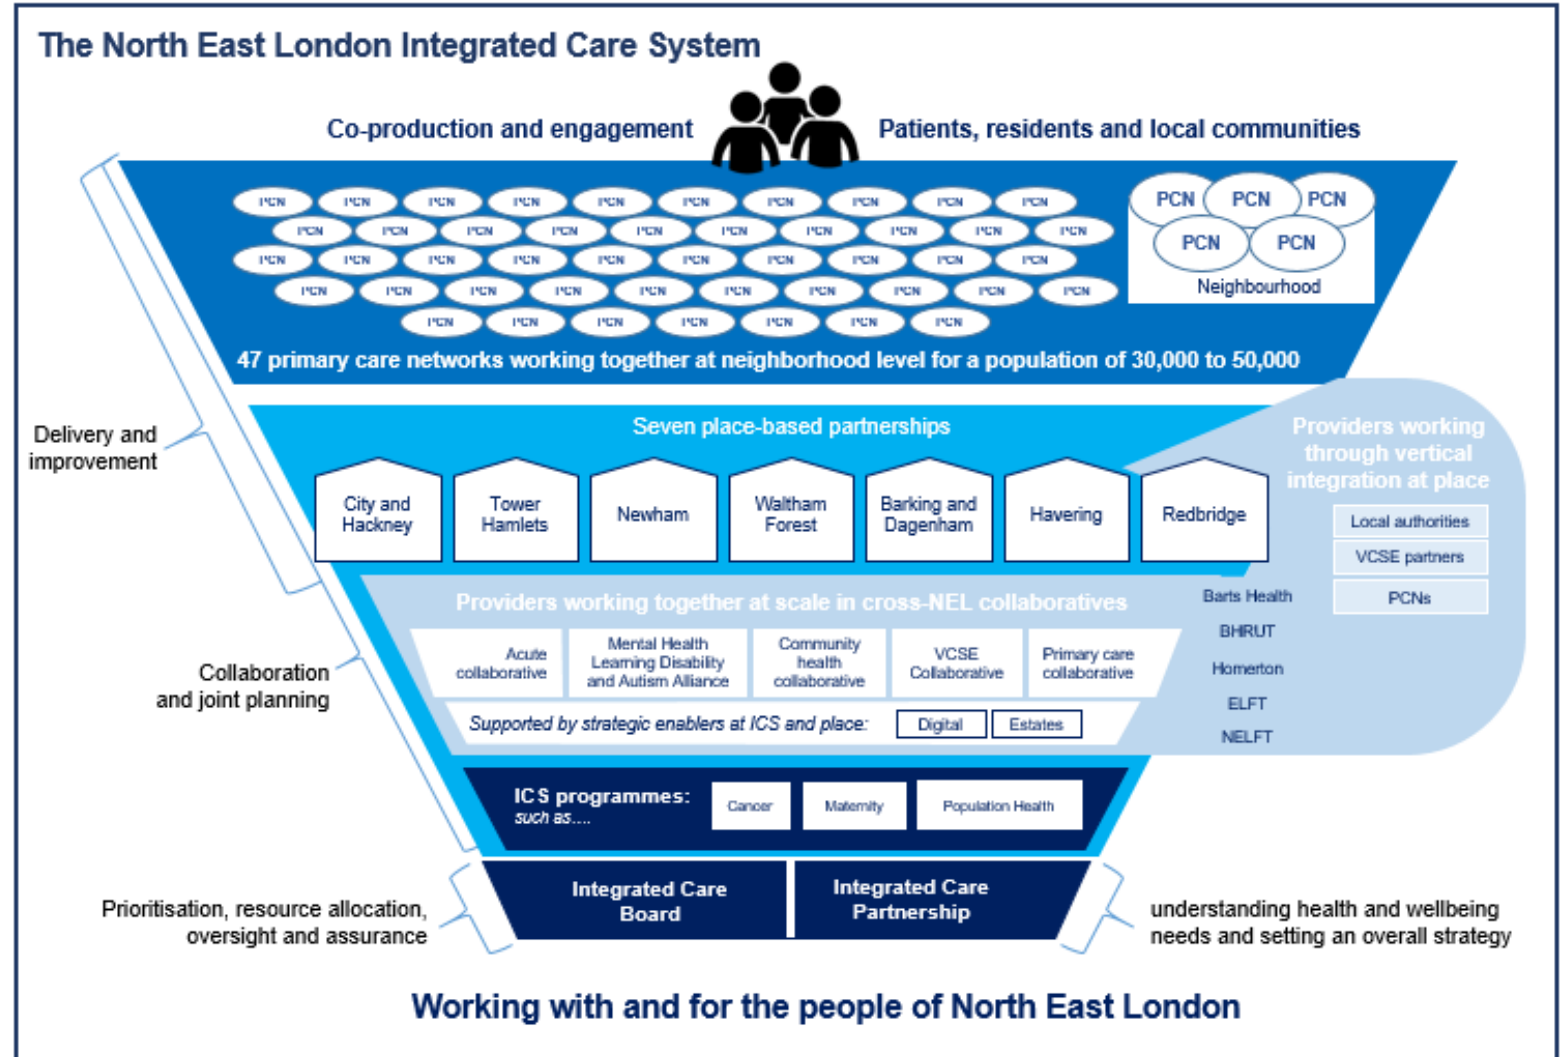 The North East London Integrated Care System
Co-production and engagement
Patients, residents and local communities
PCN PCN PCN PCN PCN PCN PCN PCN PCN PCN
PCN PCN PCN PCN PCN PCN PCN PCN PCN PCN
PCN PCN PCN PCN PCN PCN PCN PCN PCN PCN
PCN PCN PCN PCN PCN PCN PCN PCN PCN PCN
PCN PCN PCN PCN PCN PCN PCN
PCN PCN PCN
PCN PCN
Neighbourhood
47 primary care networks working together at neighborhood level for a population of 30,000 to 50,000
Delivery and
improvement
Seven place-based partnerships
City and
Hackney
Tower
Hamlets
Newham
Waltham
Forest
Barking and
Dagenham
Havering
Redbridge
Providers working
through vertical
integration at place
Local authorities
VCSE partners
PCNs
Barts Health
BHRUT
Homerton
ELFT
NELFT
Collaboration
and joint planning
Providers working together at scale in cross-NEL collaboratives
Acute
collaborative
Mental Health
Learning Disability
and Autism Alliance
Community
health
collaborative
VCSE
Collaborative
Primary care
collaborative
Supported by strategic enablers at ICS and place:
Digital
Estates
ICS programmes:
such as....
Cancer
Maternity
Population Health
Prioritisation, resource allocation,
oversight and assurance
Integrated Care
Board
Integrated Care
Partnership
understanding health and wellbeing
needs and setting an overall strategy
Working with and for the people of North East London